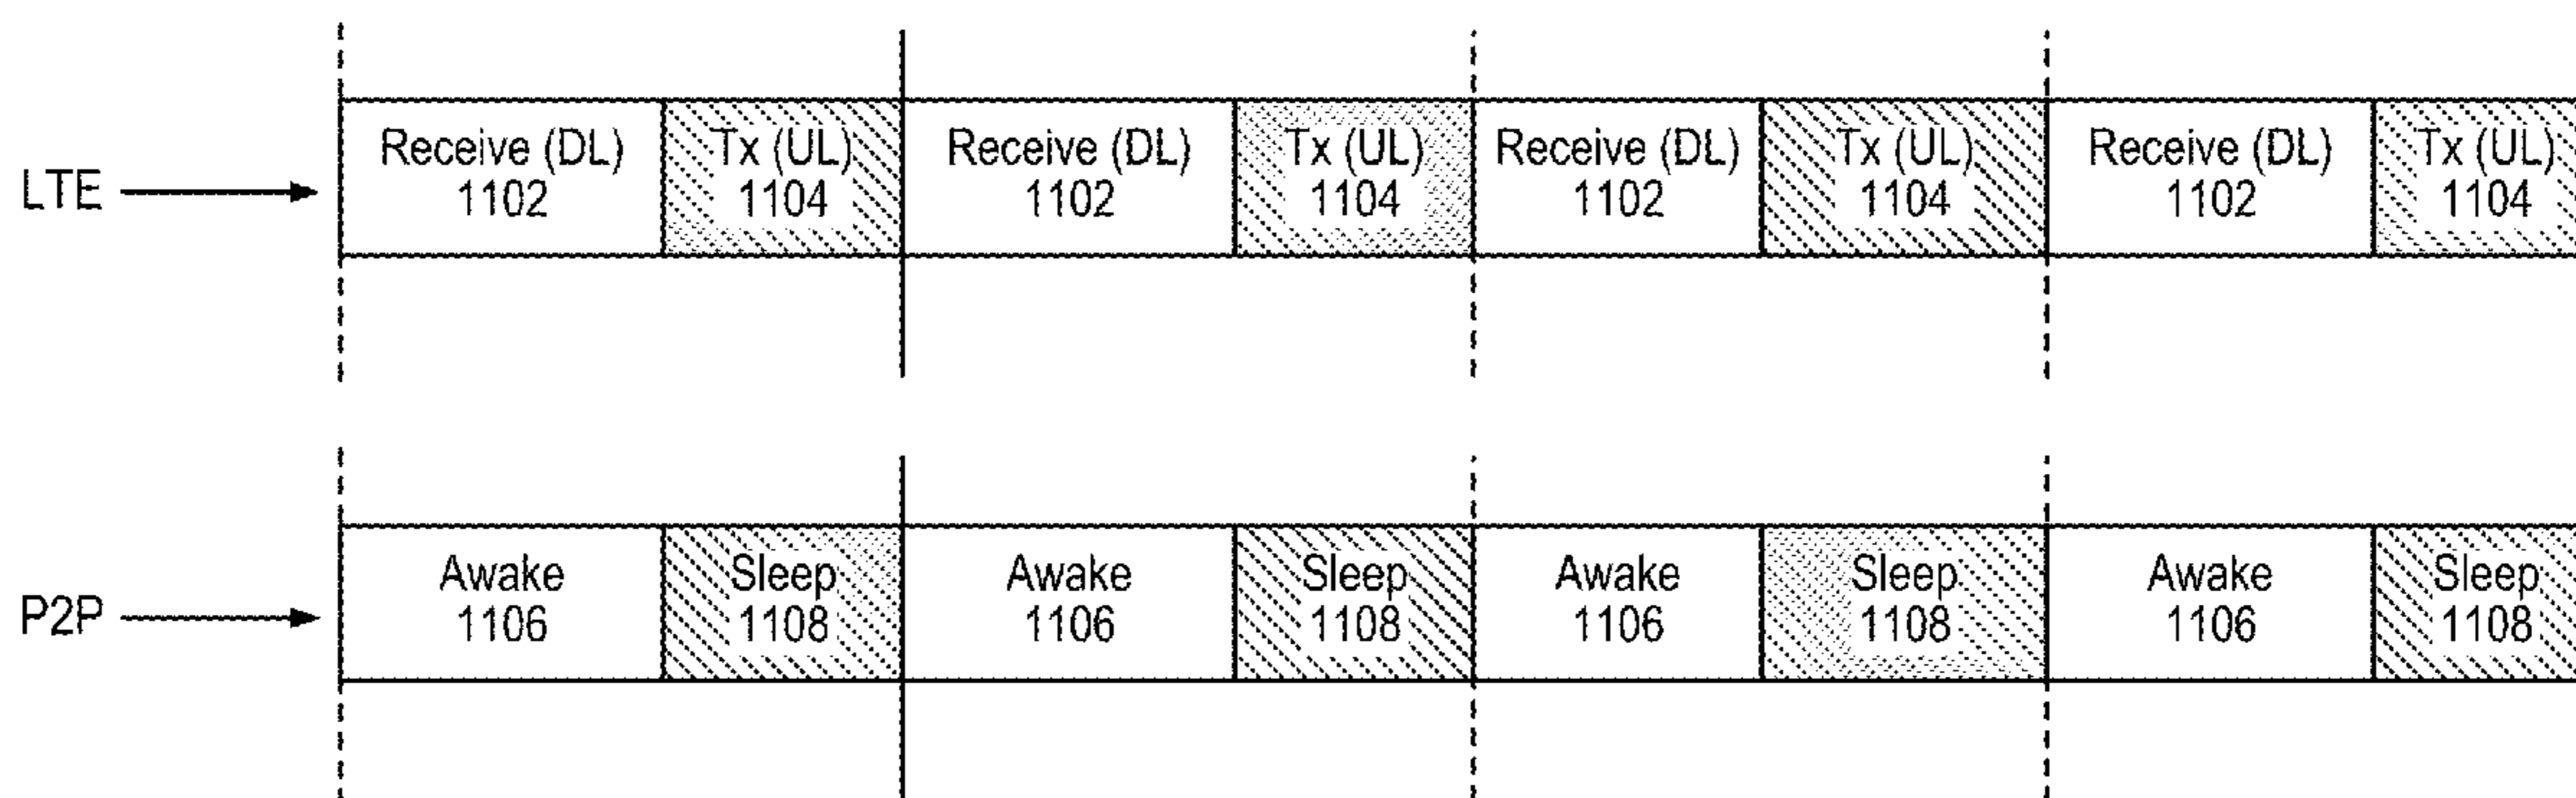 LTE
Receive (DL)
1102
Tx (UL)
1104
Receive (DL)
1102
Tx (UL)
1104
Receive (DL)
1102
Tx (UL)
1104
Receive (DL)
1102
Tx (UL)
1104
P2P
Awake
1106
Sleep
1108
Awake
1106
Sleep
1108
Awake
1106
Sleep
1108
Awake
1106
Sleep
1108